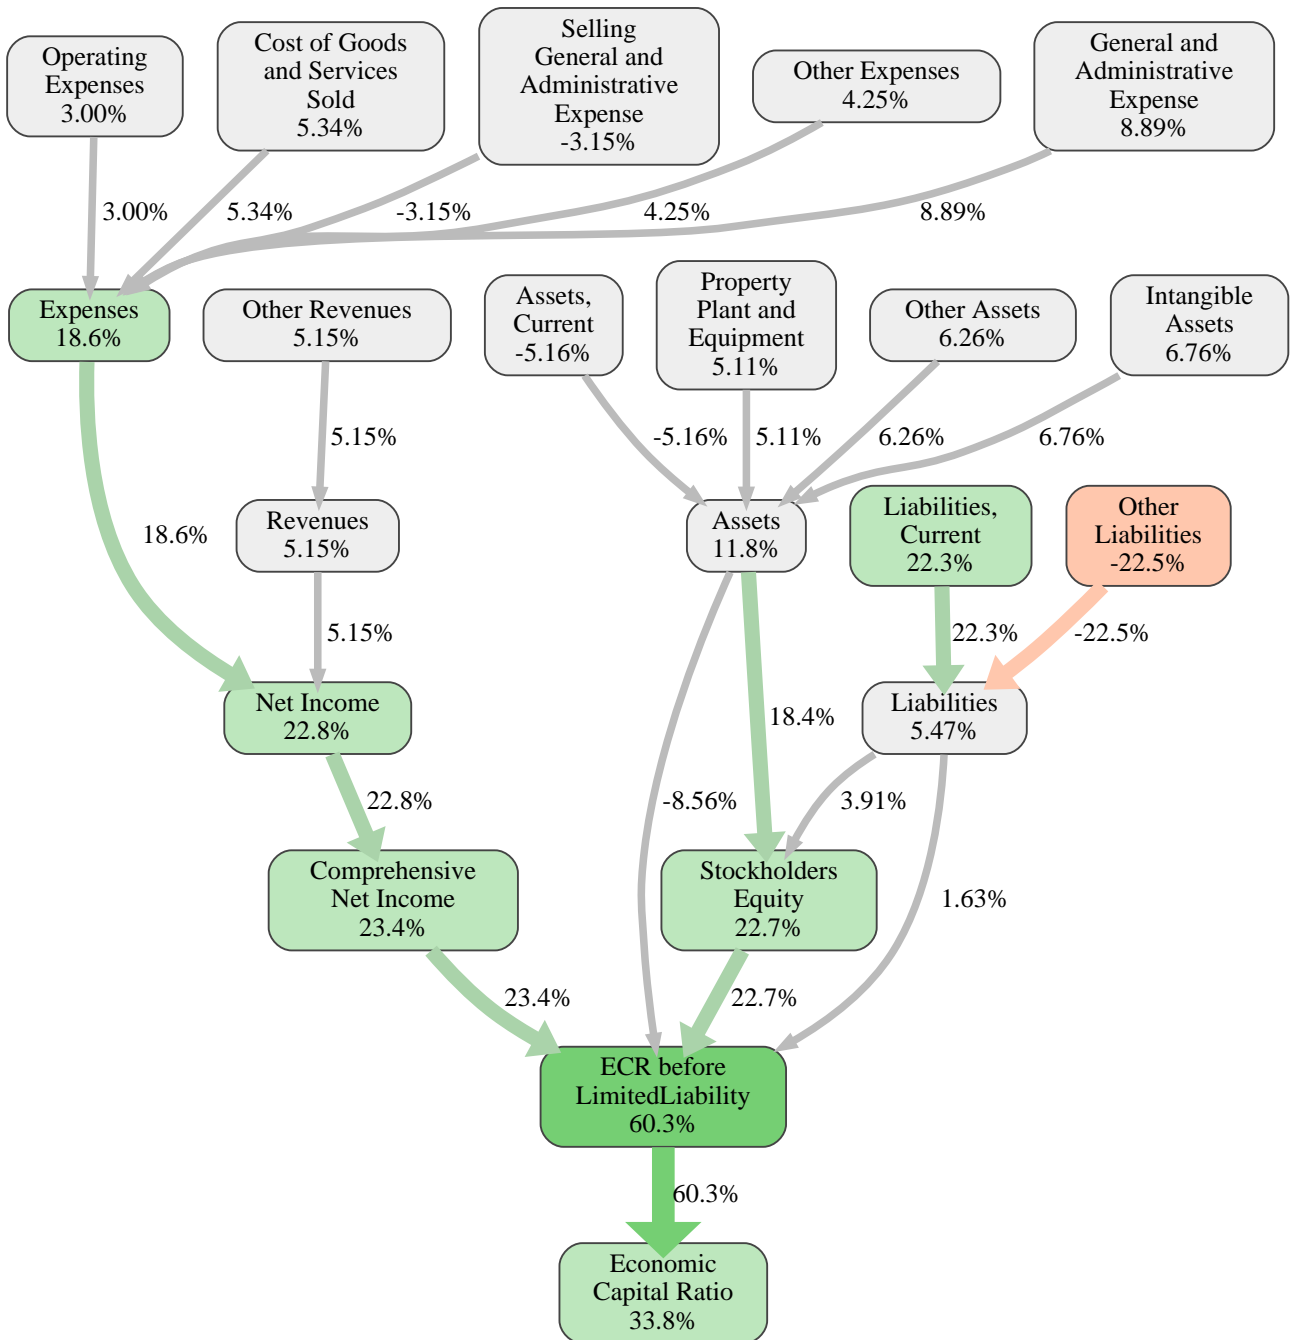 Operating
Expenses
3.00%
Cost of Goods
and Services
Sold
5.34%
Selling
General and
Administrative
Expense
-3.15%
Other Expenses
4.25%
General and
Administrative
Expense
8.89%
3.00%
5.34%
-3.15%
4.25%
8.89%
Expenses
18.6%
Other Revenues
5.15%
Assets,
Current
-5.16%
Property
Plant and
Equipment
5.11%
Other Assets
6.26%
Intangible
Assets
6.76%
5.15%
-5.16%
5.11%
6.26%
6.76%
18.6%
Revenues
5.15%
Assets
11.8%
Liabilities,
Current
22.3%
Other
Liabilities
-22.5%
5.15%
22.3%
-22.5%
Net Income
22.8%
18.4%
Liabilities
5.47%
22.8%
-8.56%
3.91%
Comprehensive
Net Income
23.4%
Stockholders
Equity
22.7%
1.63%
23.4%
22.7%
ECR before
LimitedLiability
60.3%
60.3%
Economic
Capital Ratio
33.8%